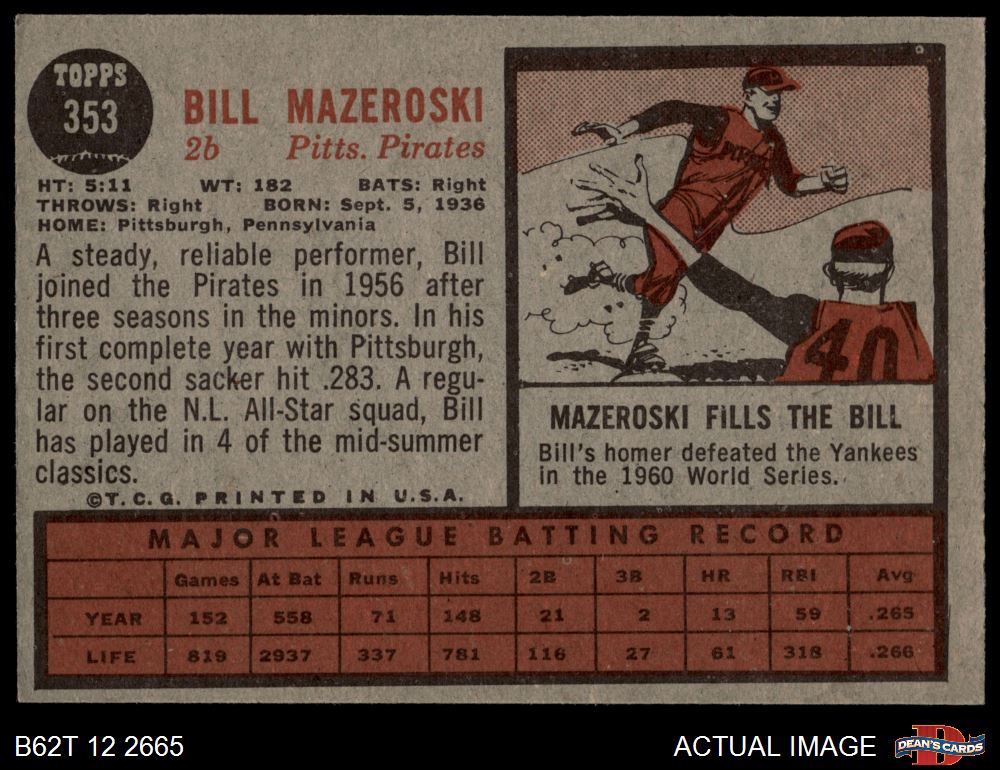 TOPPS
353
BILL MAZEROSKI
2b Pitts. Pirates
HT: 5:11 WT: 182 BATS: Right
THROWS: Right BORN: Sept. 5, 1936
HOME: Pittsburgh, Pennsylvania
A steady, reliable performer, Bill
joined the Pirates in 1956 after
three seasons in the minors. In his
first complete year with Pittsburgh,
the second sacker hit .283. A regu-
lar on the N.L. All-Star squad, Bill
has played in 4 of the mid-summer
classics.
©T.C.G. PRINTED IN U.S.A.
PIR
40
MAZEROSKI FILLS THE BILL
Bill's homer defeated the Yankees
in the 1960 World Series.
MAJOR LEAGUE BATTING RECORD
Games At Bat Runs Hits 2B 3B HR RBI Avg
YEAR 152 558 71 148 21 2 13 59 .265
LIFE 819 2937 337 781 116 27 61 318 .266
B62T 12 2665
ACTUAL IMAGE
D
DEAN'S CARDS